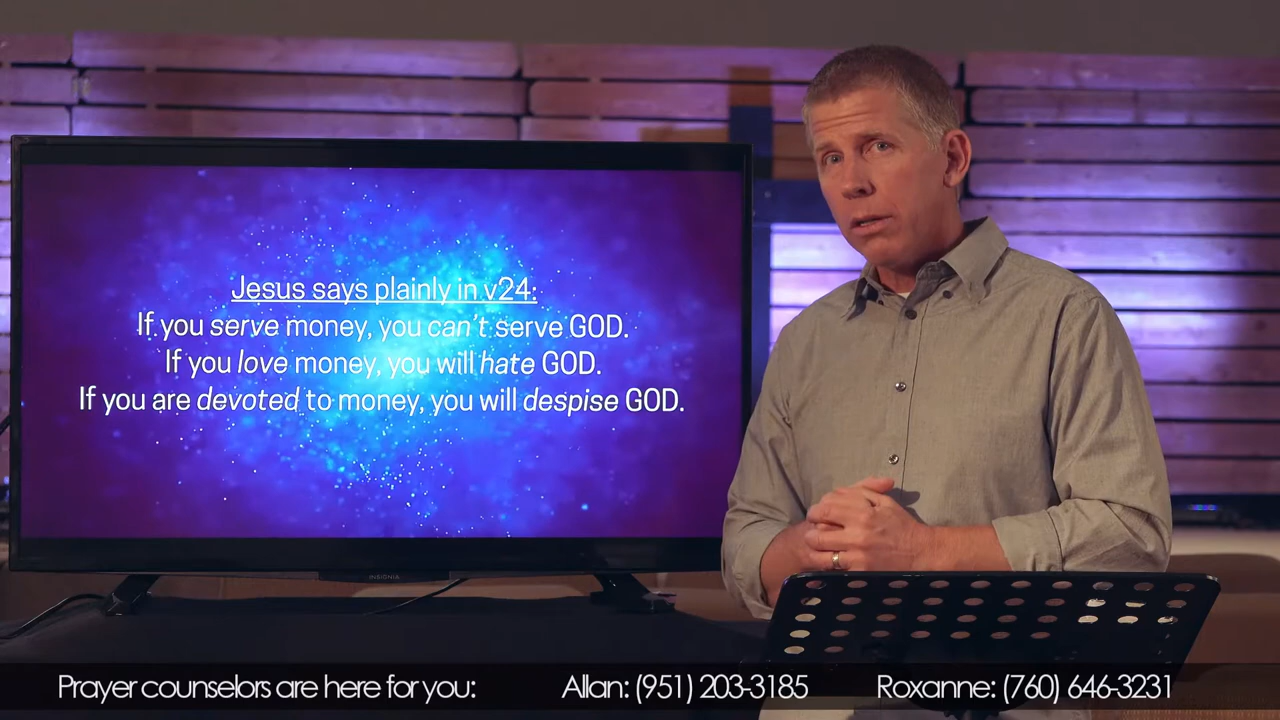 Jesus says plainly in v24:
If you serve money, you can't serve GOD.
If you love money, you will hate GOD.
If you are devoted to money, you will despise GOD.
INSIGNIA
Prayer counselors are here for you: Allan: (951) 203-3185 Roxanne: (760) 646-3231